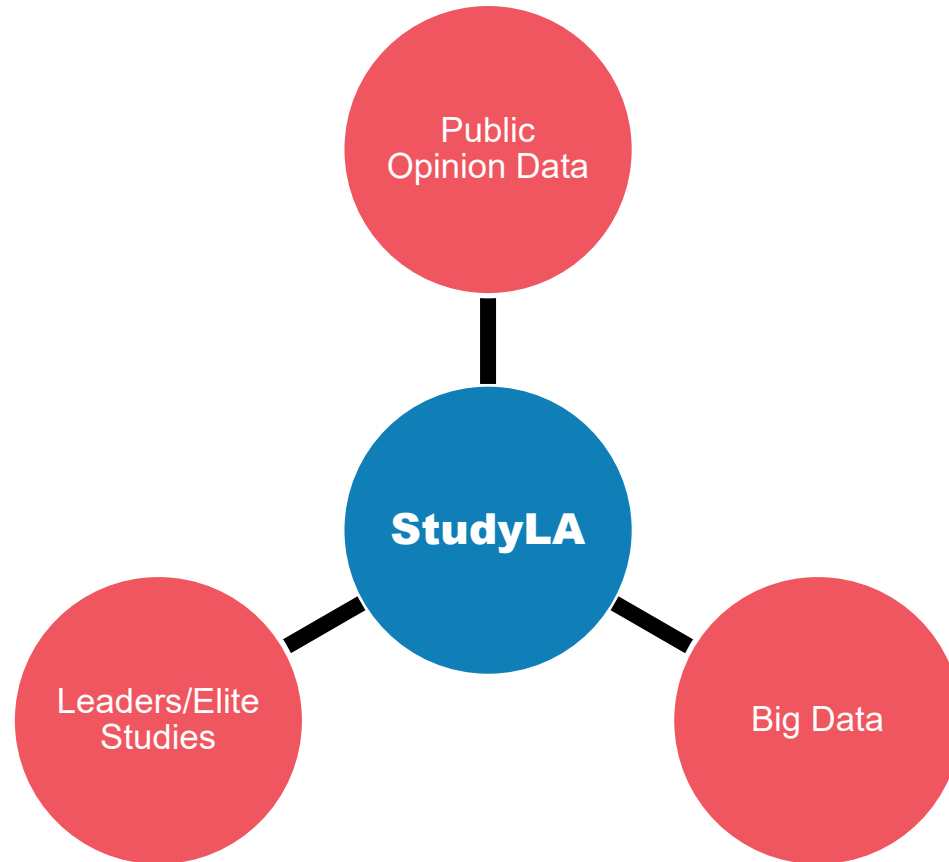 Public
Opinion Data
StudyLA
Leaders/Elite
Studies
Big Data